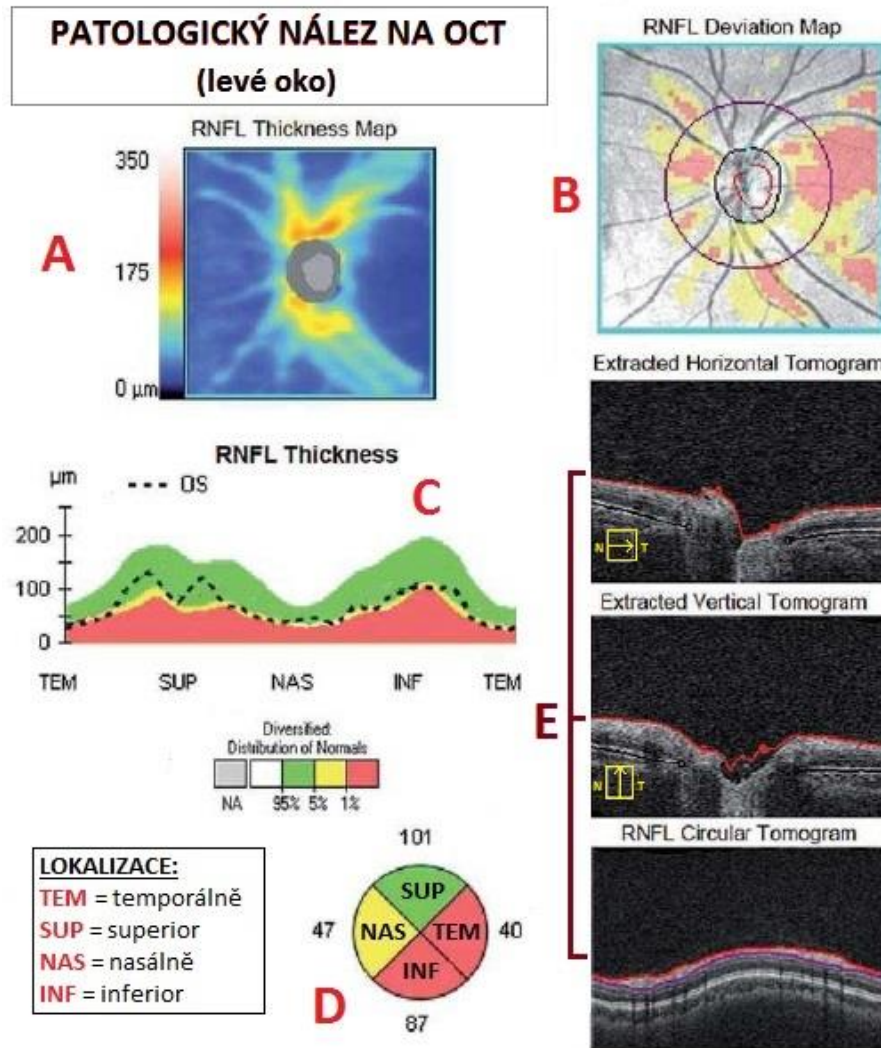 PATOLOGICKÝ NÁLEZ NA OCT
(levé oko)
RNFL Thickness Map
350
175
0 µm
A
RNFL Deviation Map
B
RNFL Thickness
µm
OS
C
200
100
0
TEM
SUP
NAS
INF
TEM
Diversified:
Distribution of Normals
NA
95%
5%
1%
LOKALIZACE:
TEM = temporálně
SUP = superior
NAS = nasálně
INF = inferior
101
SUP
47
NAS
TEM
40
INF
87
D
Extracted Horizontal Tomogram
N
T
Extracted Vertical Tomogram
N
T
E
RNFL Circular Tomogram